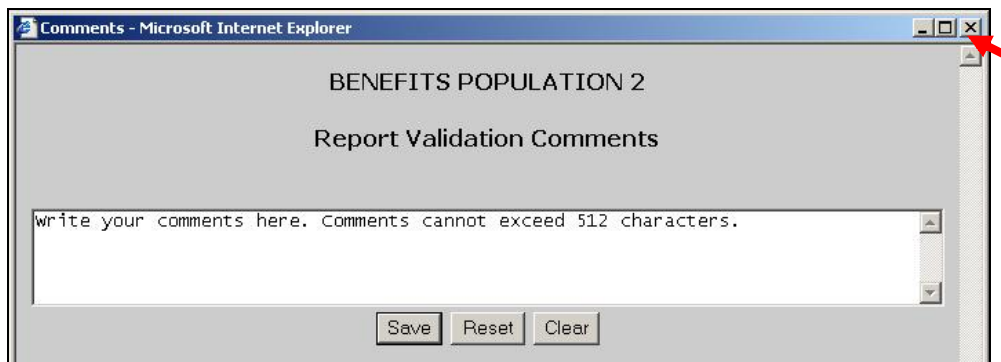 Comments - Microsoft Internet Explorer
BENEFITS POPULATION 2
Report Validation Comments
Write your comments here. Comments cannot exceed 512 characters.
Save Reset Clear